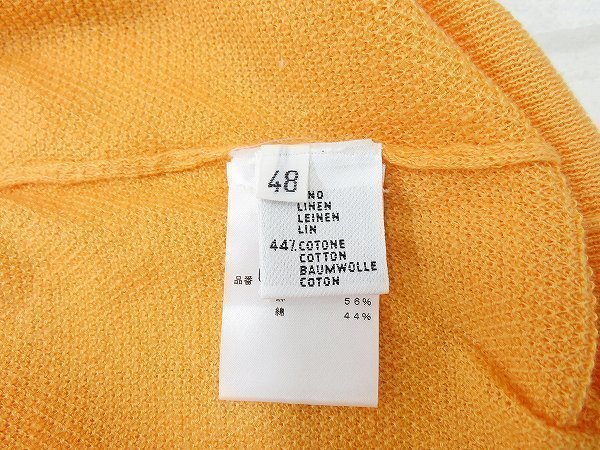 48
NO
LINEN
LEINEN
LIN
44% COTONE
COTTON
BAUMWOLLE
COTON
品番
56%
綿 44%